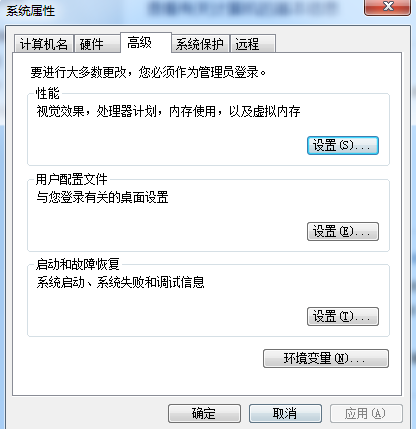 系统属性
计算机名 硬件 高级 系统保护 远程
要进行大多数更改，您必须作为管理员登录。
性能
视觉效果，处理器计划，内存使用，以及虚拟内存
设置(S)...
用户配置文件
与您登录有关的桌面设置
设置(E)...
启动和故障恢复
系统启动、系统失败和调试信息
设置(T)...
环境变量(N)...
确定 取消 应用(A)